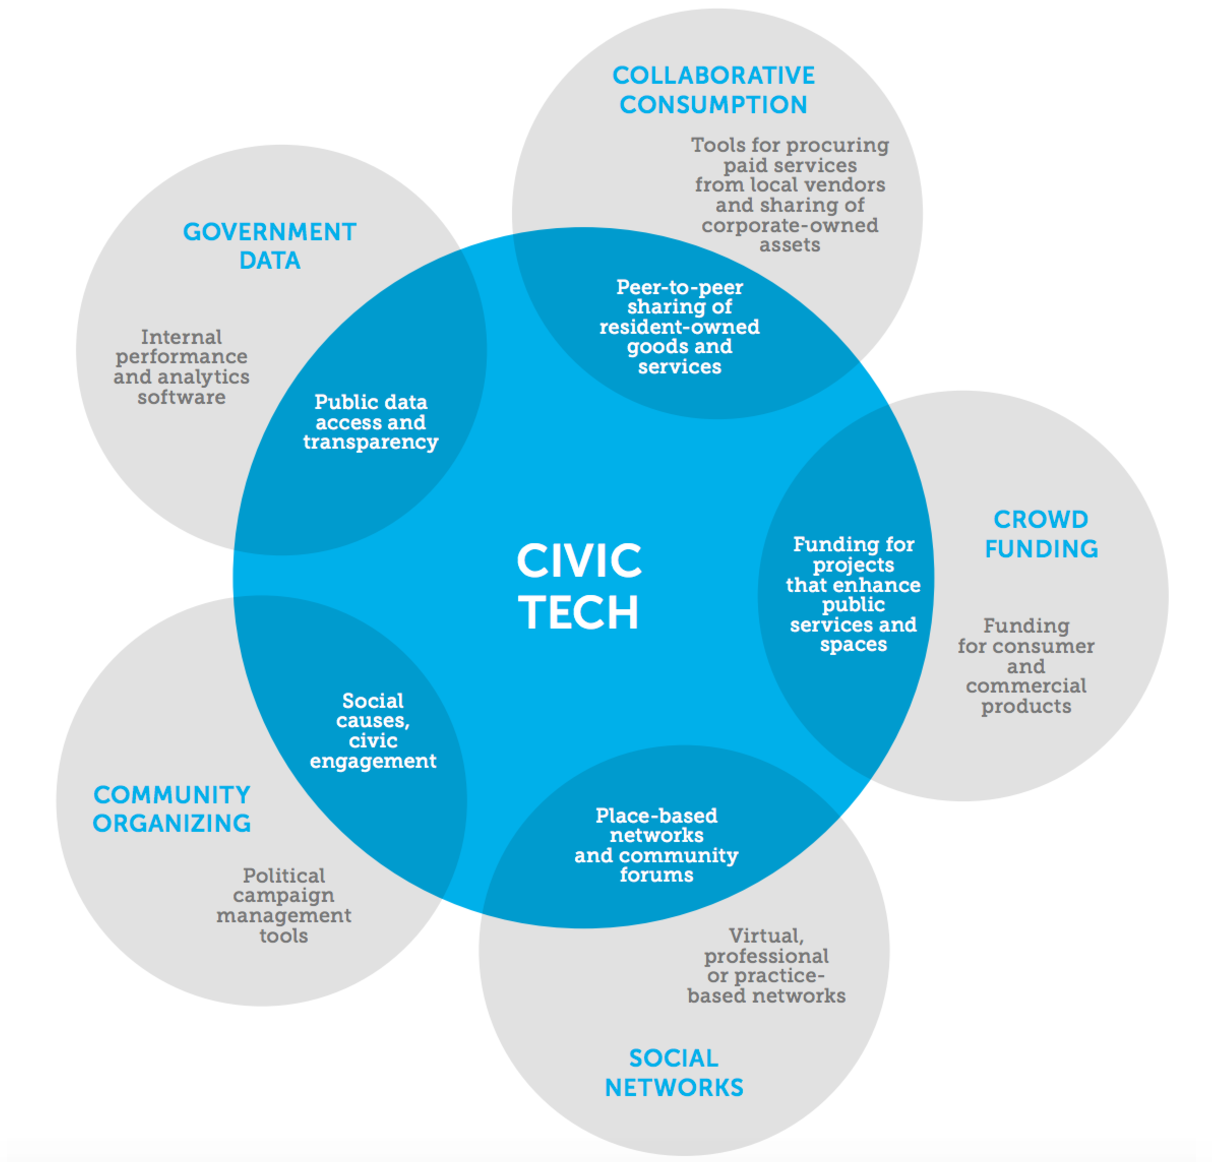 COLLABORATIVE
CONSUMPTION
Tools for procuring
paid services
from local vendors
and sharing of
corporate-owned
assets
Peer-to-peer
sharing of
resident-owned
goods and
services
GOVERNMENT
DATA
Internal
performance
and analytics
software
Public data
access and
transparency
CIVIC
TECH
CROWD
FUNDING
Funding for
projects
that enhance
public
services and
spaces
Funding
for consumer
and
commercial
products
Social
causes,
civic
engagement
COMMUNITY
ORGANIZING
Political
campaign
management
tools
Place-based
networks
and community
forums
Virtual,
professional
or practice-
based networks
SOCIAL
NETWORKS